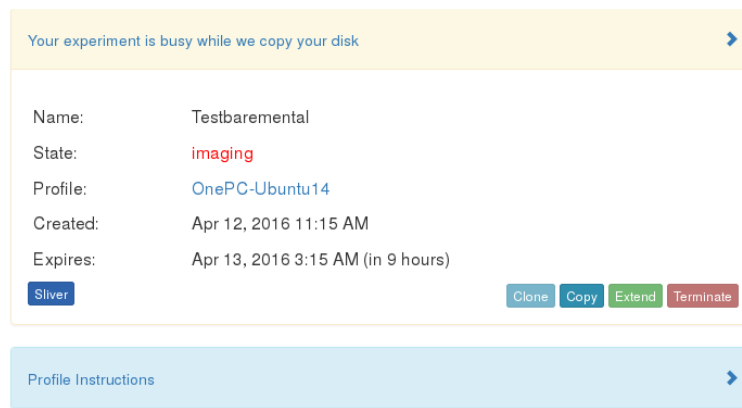 Your experiment is busy while we copy your disk
Name: Testbaremental
State: imaging
Profile: OnePC-Ubuntu14
Created: Apr 12, 2016 11:15 AM
Expires: Apr 13, 2016 3:15 AM (in 9 hours)
Sliver Clone Copy Extend Terminate
Profile Instructions